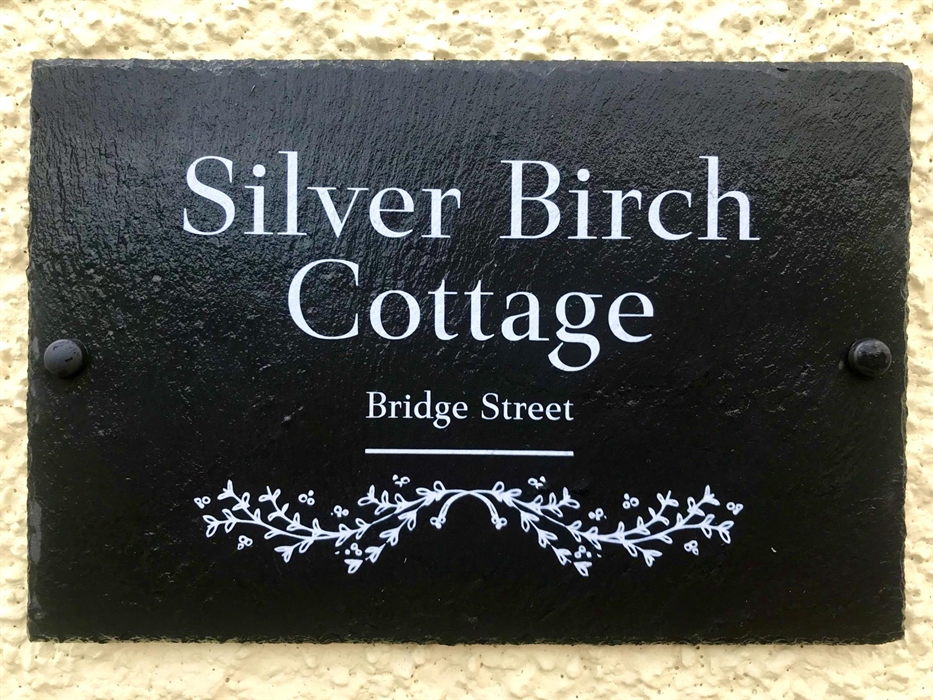 Silver Birch
Cottage
Bridge Street